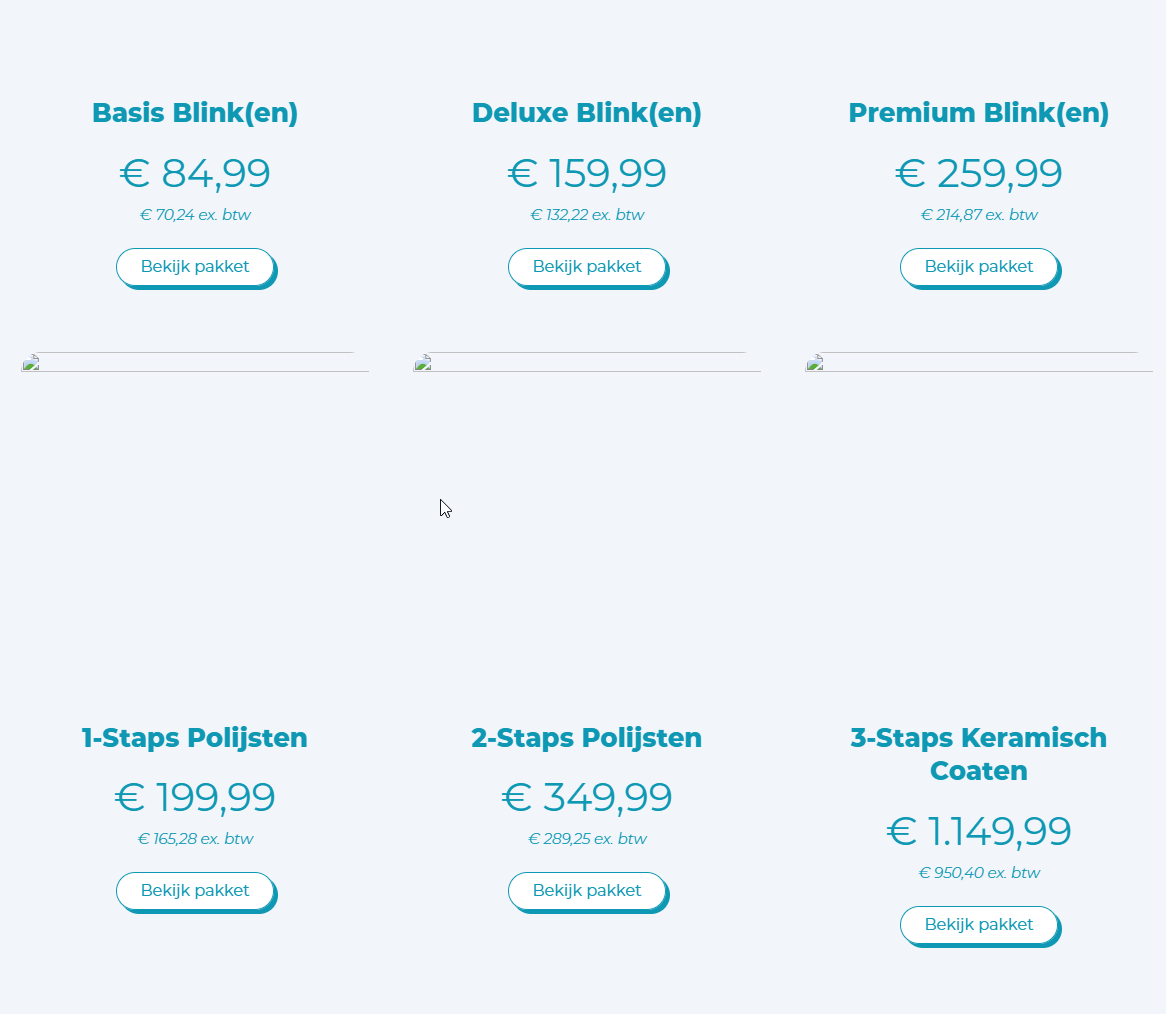 Basis Blink(en)
€ 84,99
€ 70,24 ex. btw
Bekijk pakket
Deluxe Blink(en)
€ 159,99
€ 132,22 ex. btw
Bekijk pakket
Premium Blink(en)
€ 259,99
€ 214,87 ex. btw
Bekijk pakket
1-Staps Polijsten
€ 199,99
€ 165,28 ex. btw
Bekijk pakket
2-Staps Polijsten
€ 349,99
€ 289,25 ex. btw
Bekijk pakket
3-Staps Keramisch
Coaten
€ 1.149,99
€ 950,40 ex. btw
Bekijk pakket